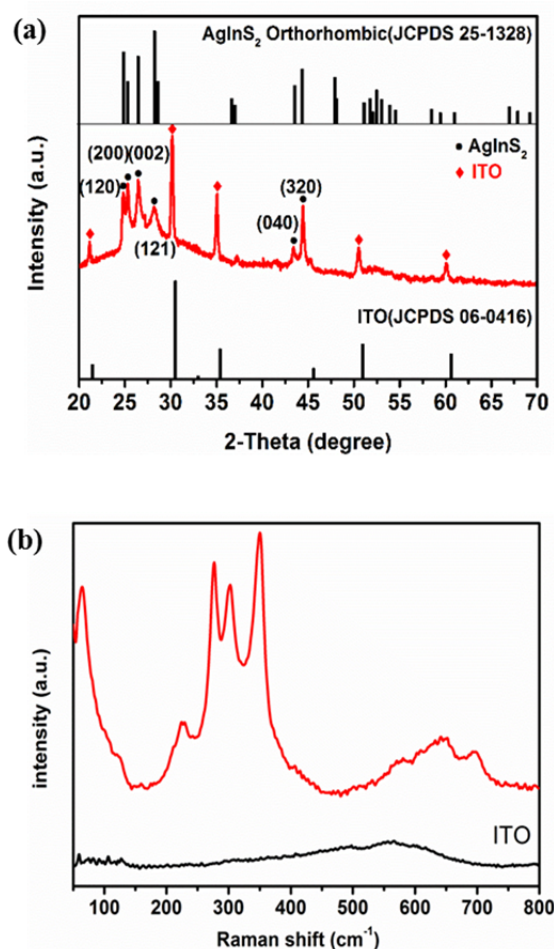 (a)
AgInS₂ Orthorhombic(JCPDS 25-1328)
AgInS₂
ITO
(200)(002)
(120)
(121)
(040)
(320)
ITO(JCPDS 06-0416)
Intensity (a.u.)
20 25 30 35 40 45 50 55 60 65 70
2-Theta (degree)
(b)
intensity (a.u.)
ITO
100 200 300 400 500 600 700 800
Raman shift (cm⁻¹)